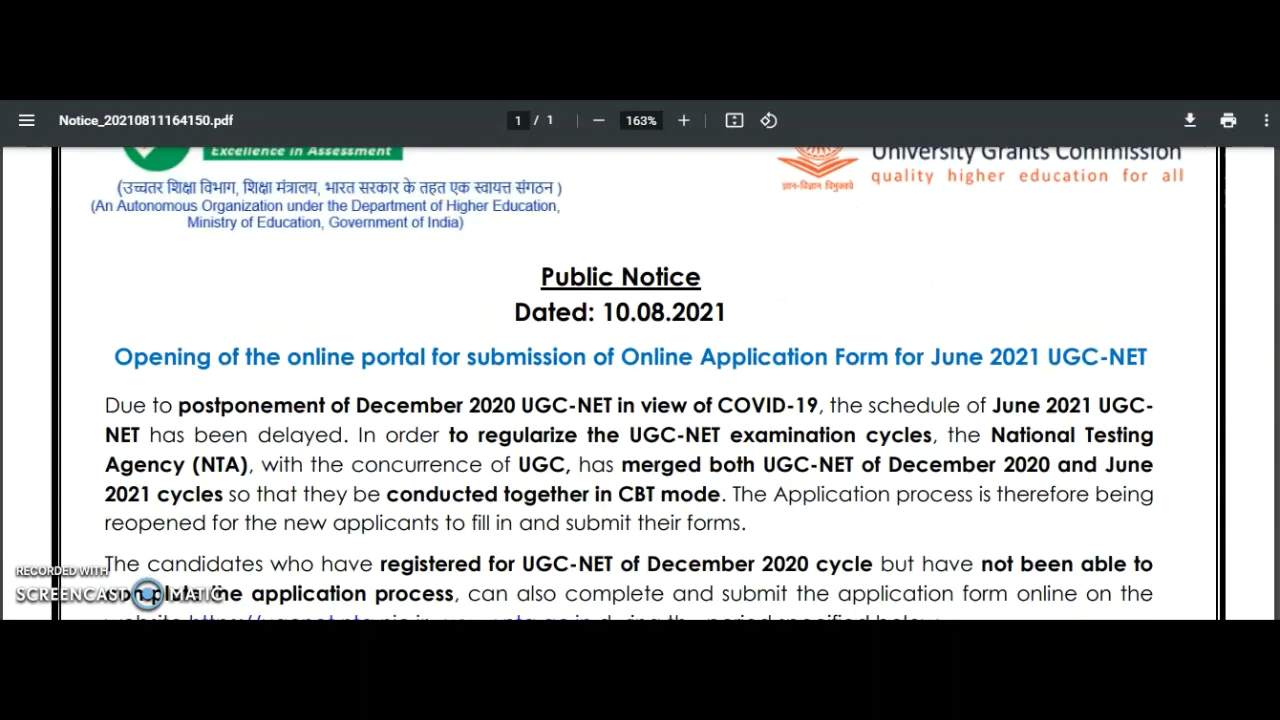 Notice_20210811164150.pdf
1 / 1
163%
Excellence in Assessment
University Grants Commission
ज्ञान-विज्ञान विमुक्तये
quality higher education for all
(उच्चतर शिक्षा विभाग, शिक्षा मंत्रालय, भारत सरकार के तहत एक स्वायत्त संगठन )
(An Autonomous Organization under the Department of Higher Education,
Ministry of Education, Government of India)
Public Notice
Dated: 10.08.2021
Opening of the online portal for submission of Online Application Form for June 2021 UGC-NET
Due to postponement of December 2020 UGC-NET in view of COVID-19, the schedule of June 2021 UGC-
NET has been delayed. In order to regularize the UGC-NET examination cycles, the National Testing
Agency (NTA), with the concurrence of UGC, has merged both UGC-NET of December 2020 and June
2021 cycles so that they be conducted together in CBT mode. The Application process is therefore being
reopened for the new applicants to fill in and submit their forms.
The candidates who have registered for UGC-NET of December 2020 cycle but have not been able to
complete the application process, can also complete and submit the application form online on the
RECORDED WITH
SCREENCAST MATIC